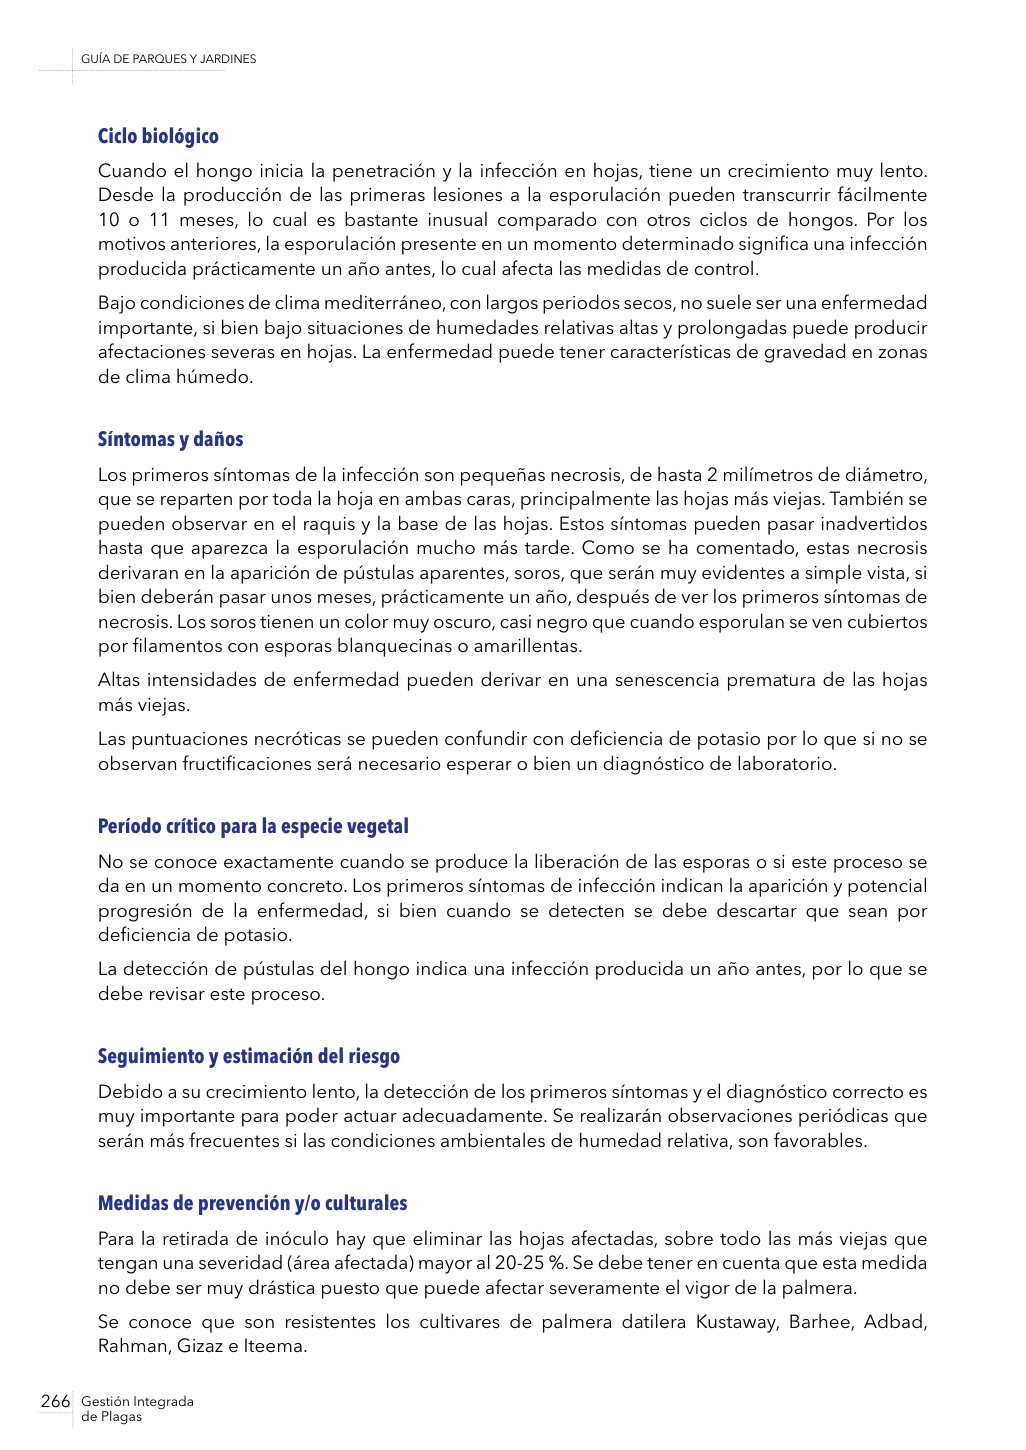 GUÍA DE PARQUES Y JARDINES
Ciclo biológico
Cuando el hongo inicia la penetración y la infección en hojas, tiene un crecimiento muy lento.
Desde la producción de las primeras lesiones a la esporulación pueden transcurrir fácilmente
10 o 11 meses, lo cual es bastante inusual comparado con otros ciclos de hongos. Por los
motivos anteriores, la esporulación presente en un momento determinado significa una infección
producida prácticamente un año antes, lo cual afecta las medidas de control.
Bajo condiciones de clima mediterráneo, con largos periodos secos, no suele ser una enfermedad
importante, si bien bajo situaciones de humedades relativas altas y prolongadas puede producir
afectaciones severas en hojas. La enfermedad puede tener características de gravedad en zonas
de clima húmedo.
Síntomas y daños
Los primeros síntomas de la infección son pequeñas necrosis, de hasta 2 milímetros de diámetro,
que se reparten por toda la hoja en ambas caras, principalmente las hojas más viejas. También se
pueden observar en el raquis y la base de las hojas. Estos síntomas pueden pasar inadvertidos
hasta que aparezca la esporulación mucho más tarde. Como se ha comentado, estas necrosis
derivaran en la aparición de pústulas aparentes, soros, que serán muy evidentes a simple vista, si
bien deberán pasar unos meses, prácticamente un año, después de ver los primeros síntomas de
necrosis. Los soros tienen un color muy oscuro, casi negro que cuando esporulan se ven cubiertos
por filamentos con esporas blanquecinas o amarillentas.
Altas intensidades de enfermedad pueden derivar en una senescencia prematura de las hojas
más viejas.
Las puntuaciones necróticas se pueden confundir con deficiencia de potasio por lo que si no se
observan fructificaciones será necesario esperar o bien un diagnóstico de laboratorio.
Período crítico para la especie vegetal
No se conoce exactamente cuando se produce la liberación de las esporas o si este proceso se
da en un momento concreto. Los primeros síntomas de infección indican la aparición y potencial
progresión de la enfermedad, si bien cuando se detecten se debe descartar que sean por
deficiencia de potasio.
La detección de pústulas del hongo indica una infección producida un año antes, por lo que se
debe revisar este proceso.
Seguimiento y estimación del riesgo
Debido a su crecimiento lento, la detección de los primeros síntomas y el diagnóstico correcto es
muy importante para poder actuar adecuadamente. Se realizarán observaciones periódicas que
serán más frecuentes si las condiciones ambientales de humedad relativa, son favorables.
Medidas de prevención y/o culturales
Para la retirada de inóculo hay que eliminar las hojas afectadas, sobre todo las más viejas que
tengan una severidad (área afectada) mayor al 20-25 %. Se debe tener en cuenta que esta medida
no debe ser muy drástica puesto que puede afectar severamente el vigor de la palmera.
Se conoce que son resistentes los cultivares de palmera datilera Kustaway, Barhee, Adbad,
Rahman, Gizaz e Iteema.
266 Gestión Integrada
de Plagas